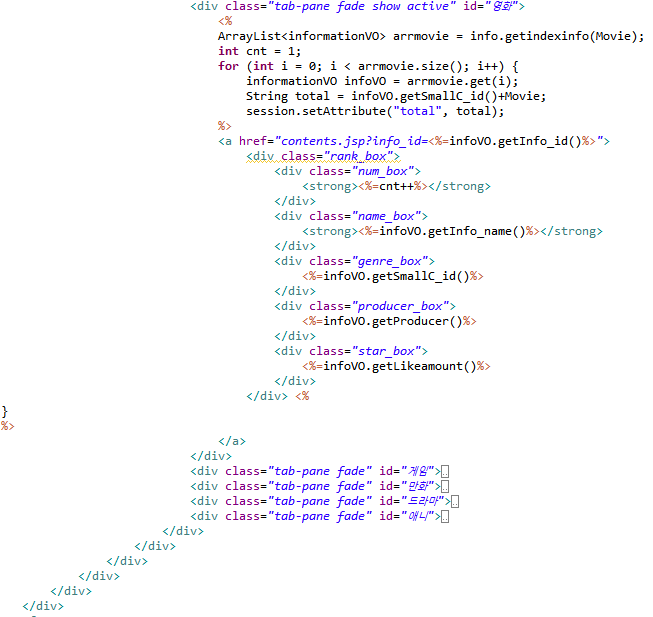 <div class="tab-pane fade show active" id="영화">
<%
ArrayList<informationVO> arrmovie = info.getindexinfo(Movie);
int cnt = 1;
for (int i = 0; i < arrmovie.size(); i++) {
informationVO infoVO = arrmovie.get(i);
String total = infoVO.getSmallC_id()+Movie;
session.setAttribute("total", total);
%>
<a href="contents.jsp?info_id=<%=infoVO.getInfo_id()%>">
<div class="rank_box">
<div class="num_box">
<strong><%=cnt++%></strong>
</div>
<div class="name_box">
<strong><%=infoVO.getInfo_name()%></strong>
</div>
<div class="genre_box">
<%=infoVO.getSmallC_id()%>
</div>
<div class="producer_box">
<%=infoVO.getProducer()%>
</div>
<div class="star_box">
<%=infoVO.getLikeamount()%>
</div>
</div> <%
}
%>
</a>
</div>
<div class="tab-pane fade" id="게임">
<div class="tab-pane fade" id="만화">
<div class="tab-pane fade" id="드라마">
<div class="tab-pane fade" id="애니">
</div>
</div>
</div>
</div>
</div>
</div>